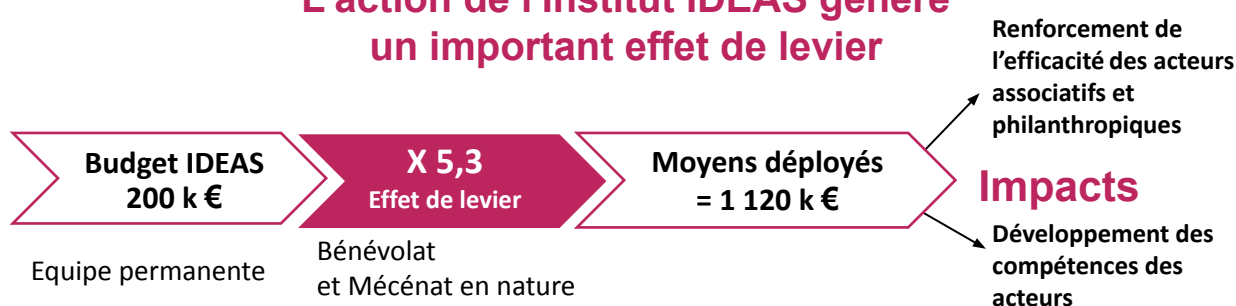 L'action de l'Institut IDEAS génère
un important effet de levier
Budget IDEAS
200 k €
Equipe permanente
X 5,3
Effet de levier
Bénévolat
et Mécénat en nature
Moyens déployés
= 1 120 k €
Renforcement de
l'efficacité des acteurs
associatifs et
philanthropiques
Impacts
Développement des
compétences des
acteurs